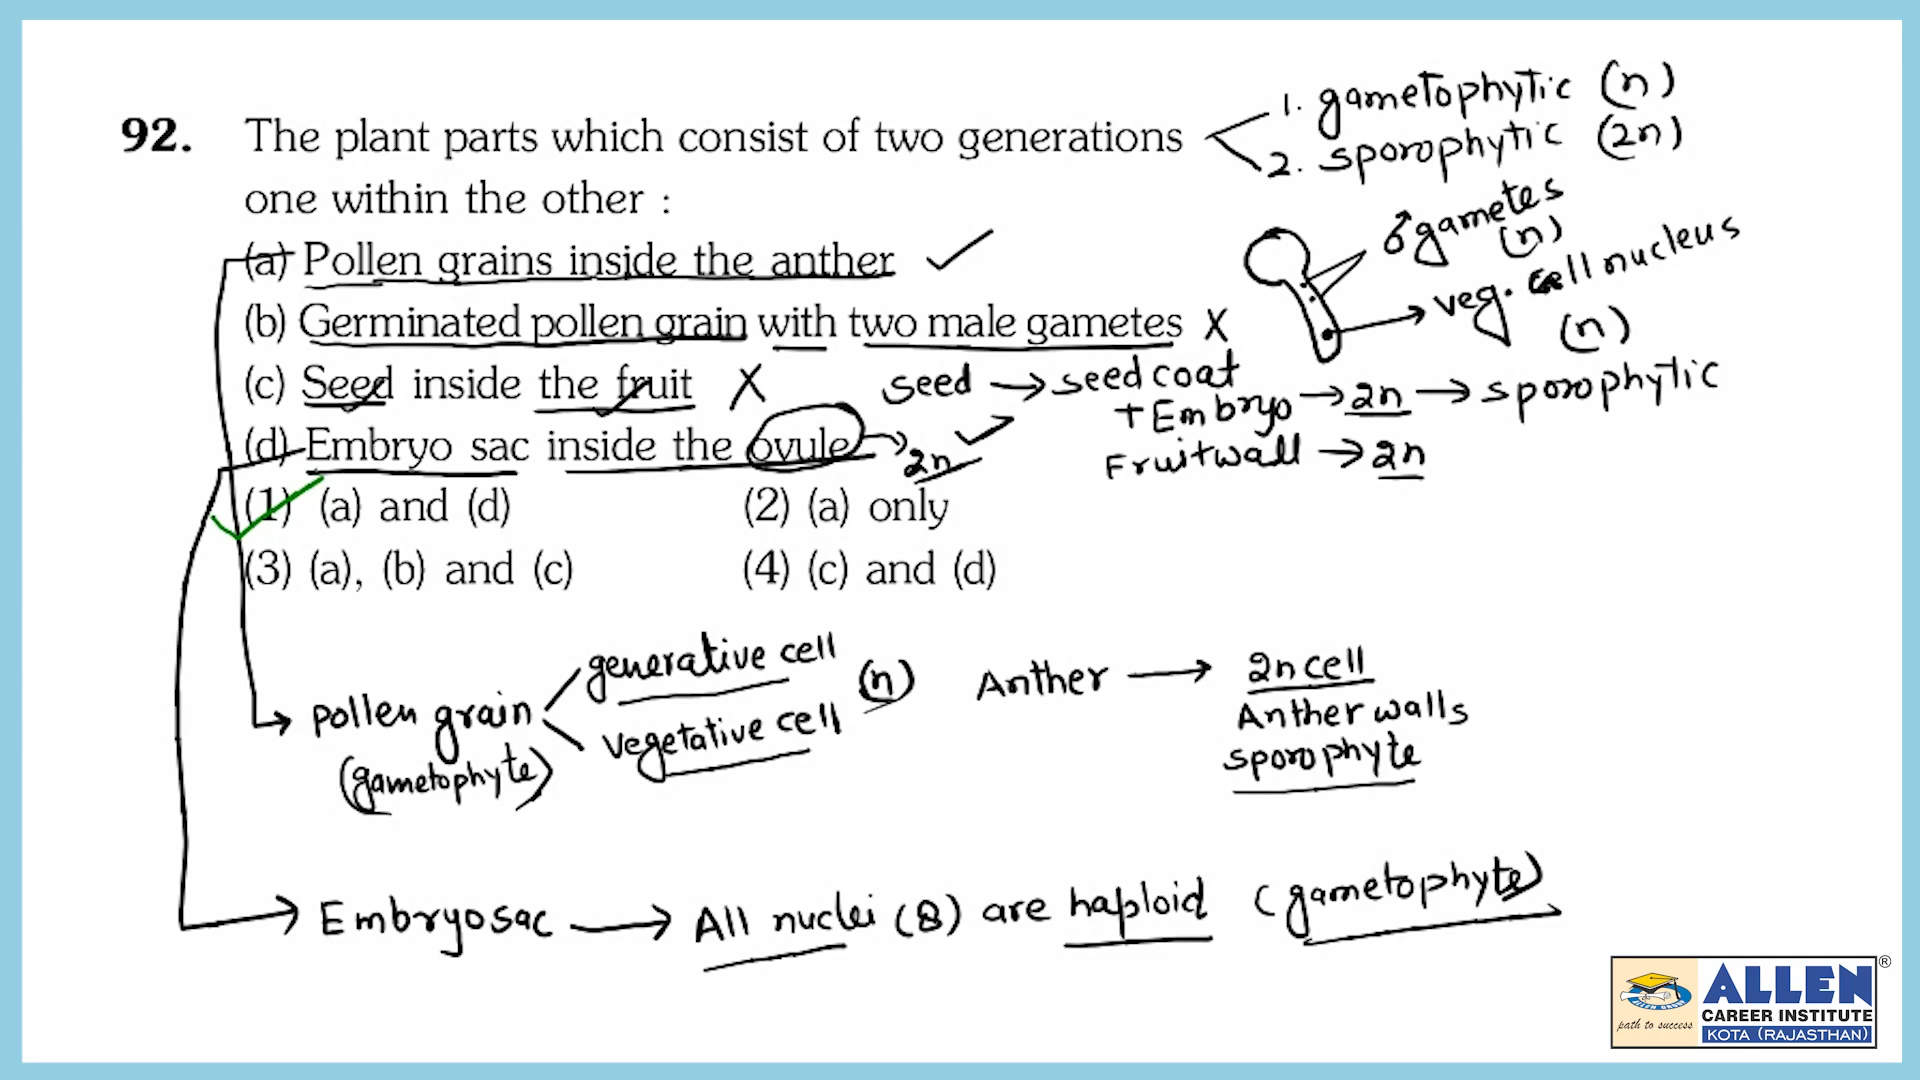 92. The plant parts which consist of two generations
one within the other :
1. gametophytic (n)
2. sporophytic (2n)
(a) Pollen grains inside the anther
(b) Germinated pollen grain with two male gametes X
(c) Seed inside the fruit X
(d) Embryo sac inside the ovule → 2n
♂ gametes
(n)
veg. cell nucleus
(n)
seed → seed coat
+ Embryo → 2n → sporophytic
Fruitwall → 2n
(1) (a) and (d) (2) (a) only
(3) (a), (b) and (c) (4) (c) and (d)
pollen grain
(gametophyte)
generative cell
vegetative cell
(n)
Anther → 2n cell
Anther walls
sporophyte
Embryosac → All nuclei (8) are haploid (gametophyte)
ALLEN
CAREER INSTITUTE
KOTA (RAJASTHAN)
path to success
®